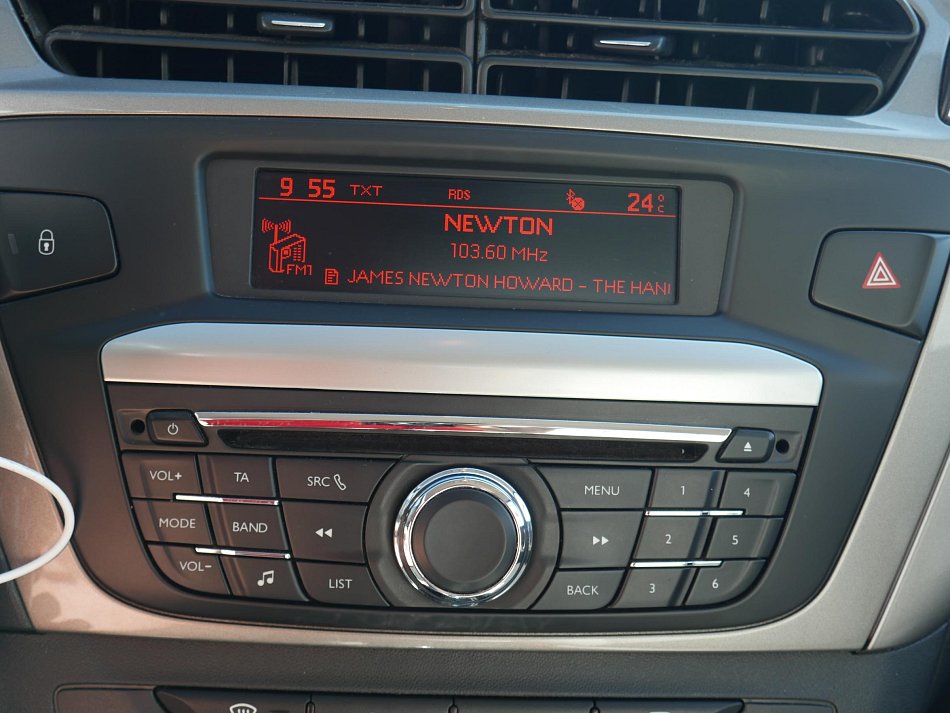 9 55 TXT RDS 24°C
NEWTON
103.60 MHz
FM1
JAMES NEWTON HOWARD - THE HAN
VOL+ TA SRC MENU 1 4
MODE BAND 2 5
VOL- LIST BACK 3 6